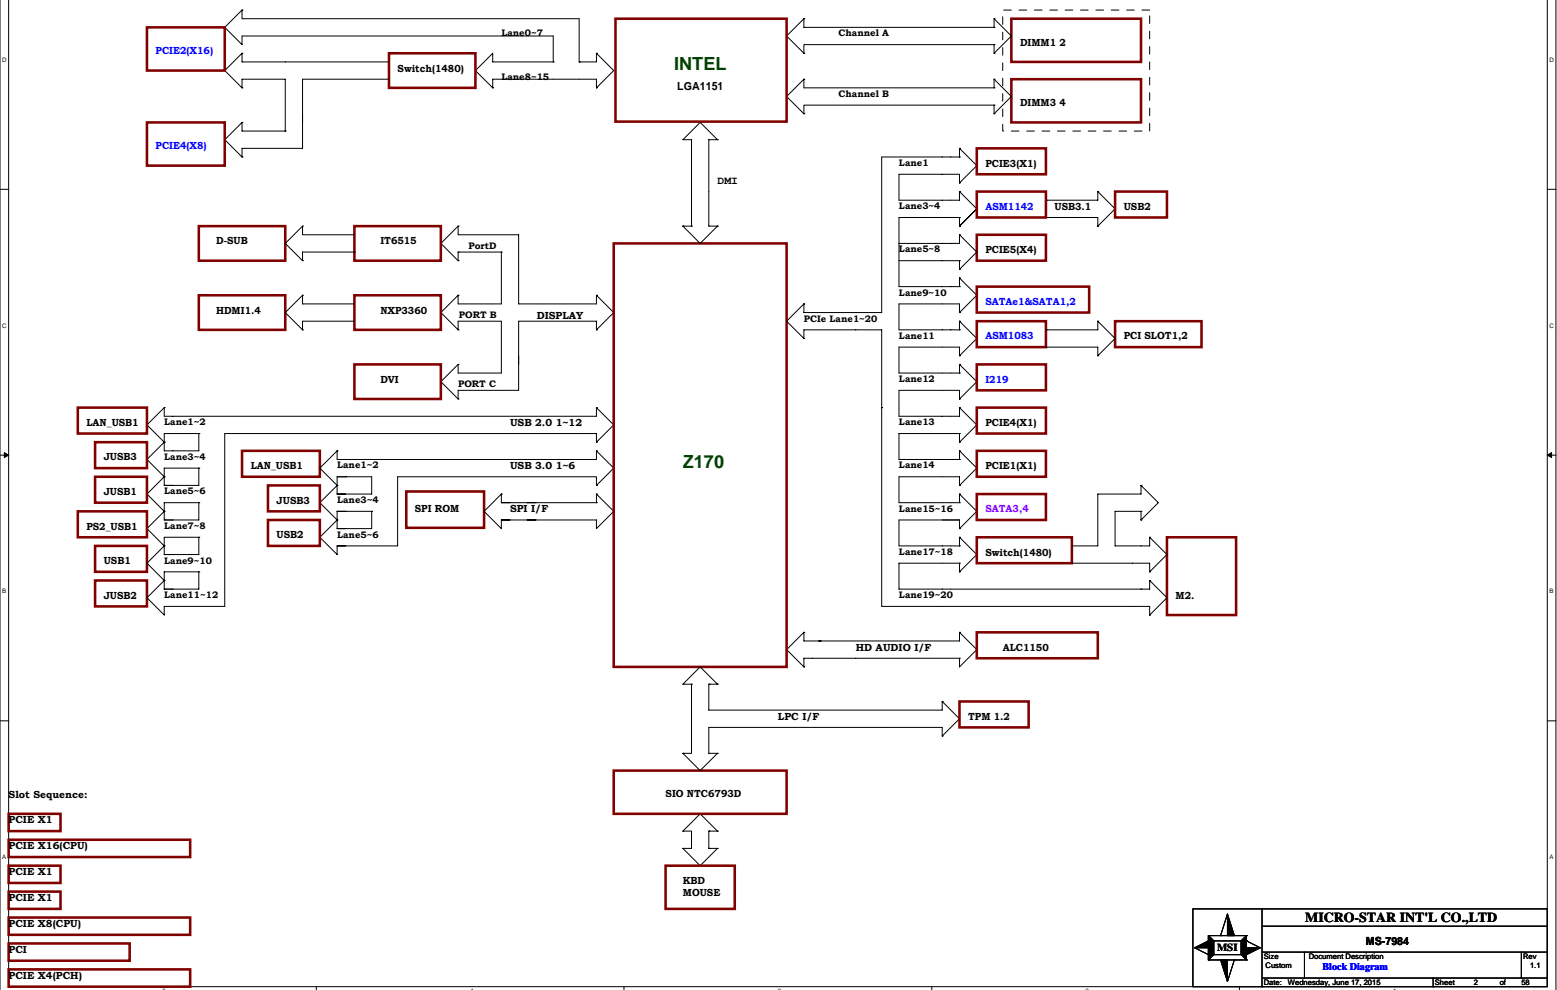 PCIE2(X16)
Lane0~7
Switch(1480)
Lane8~15
PCIE4(X8)
INTEL
LGA1151
Channel A
DIMM1 2
Channel B
DIMM3 4
DMI
D-SUB
IT6515
PortD
HDMI1.4
NXP3360
PORT B
DISPLAY
DVI
PORT C
LAN_USB1
Lane1~2
USB 2.0 1~12
JUSB3
Lane3~4
JUSB1
Lane5~6
PS2_USB1
Lane7~8
USB1
Lane9~10
JUSB2
Lane11~12
LAN_USB1
Lane1~2
USB 3.0 1~6
JUSB3
Lane3~4
USB2
Lane5~6
SPI ROM
SPI I/F
Z170
PCIe Lane1~20
Lane1
PCIE3(X1)
Lane3~4
ASM1142
USB3.1
USB2
Lane5~8
PCIE5(X4)
Lane9~10
SATAe1&SATA1,2
Lane11
ASM1083
PCI SLOT1,2
Lane12
I219
Lane13
PCIE4(X1)
Lane14
PCIE1(X1)
Lane15~16
SATA3,4
Lane17~18
Switch(1480)
Lane19~20
M2.
HD AUDIO I/F
ALC1150
LPC I/F
TPM 1.2
SIO NTC6793D
KBD
MOUSE
Slot Sequence:
PCIE X1
PCIE X16(CPU)
PCIE X1
PCIE X1
PCIE X8(CPU)
PCI
PCIE X4(PCH)
MSI
MICRO-STAR INT'L CO.,LTD
MS-7984
Size
Custom
Document Description
Block Diagram
Rev
1.1
Date: Wednesday, June 17, 2015
Sheet 2 of 58
D
C
B
A
D
C
B
A